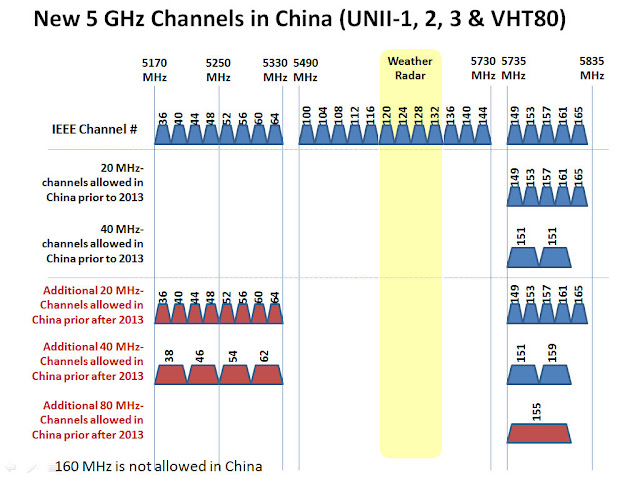 New 5 GHz Channels in China (UNII-1, 2, 3 & VHT80)
5170 MHz
5250 MHz
5330 MHz
5490 MHz
Weather Radar
5730 MHz
5735 MHz
5835 MHz
IEEE Channel #
36 40 44 48 52 56 60 64 100 104 108 112 116 120 124 128 132 136 140 144 149 153 157 161 165
20 MHz-
channels allowed in
China prior to 2013
149 153 157 161 165
40 MHz-
channels allowed in
China prior to 2013
151 151
Additional 20 MHz-
Channels allowed in
China prior after 2013
36 40 44 48 52 56 60 64 149 153 157 161 165
Additional 40 MHz-
Channels allowed in
China prior after 2013
38 46 54 62 151 159
Additional 80 MHz-
Channels allowed in
China prior after 2013
155
160 MHz is not allowed in China